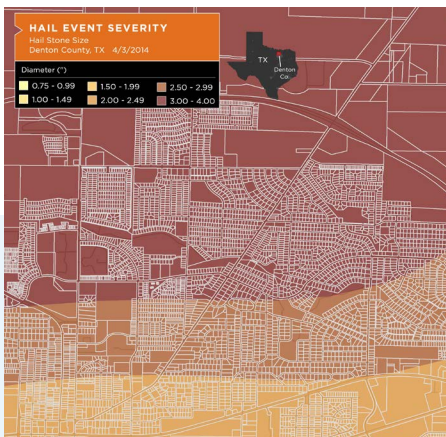 HAIL EVENT SEVERITY
Hail Stone Size
Denton County, TX 4/3/2014
TX
Denton
Co.
Diameter (")
0.75 - 0.99 1.50 - 1.99 2.50 - 2.99
1.00 - 1.49 2.00 - 2.49 3.00 - 4.00